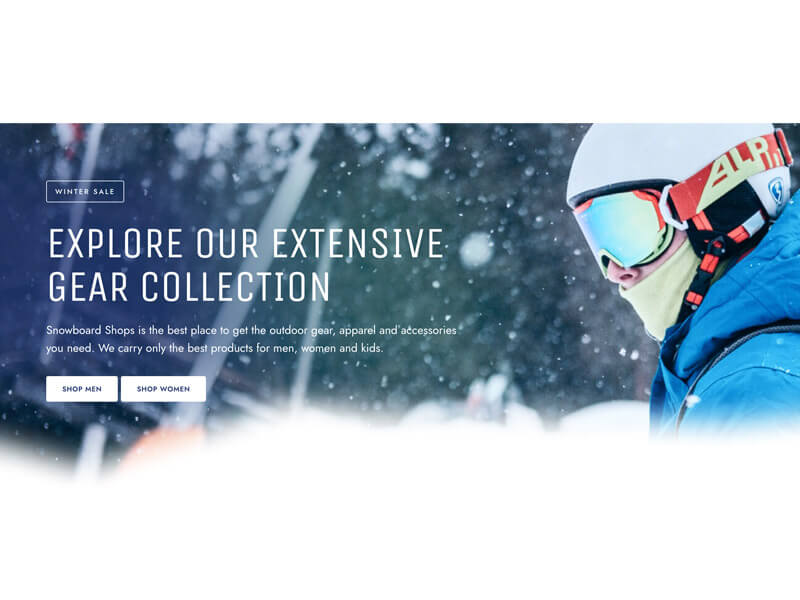 WINTER SALE
EXPLORE OUR EXTENSIVE
GEAR COLLECTION
Snowboard Shops is the best place to get the outdoor gear, apparel and accessories
you need. We carry only the best products for men, women and kids.
SHOP MEN
SHOP WOMEN